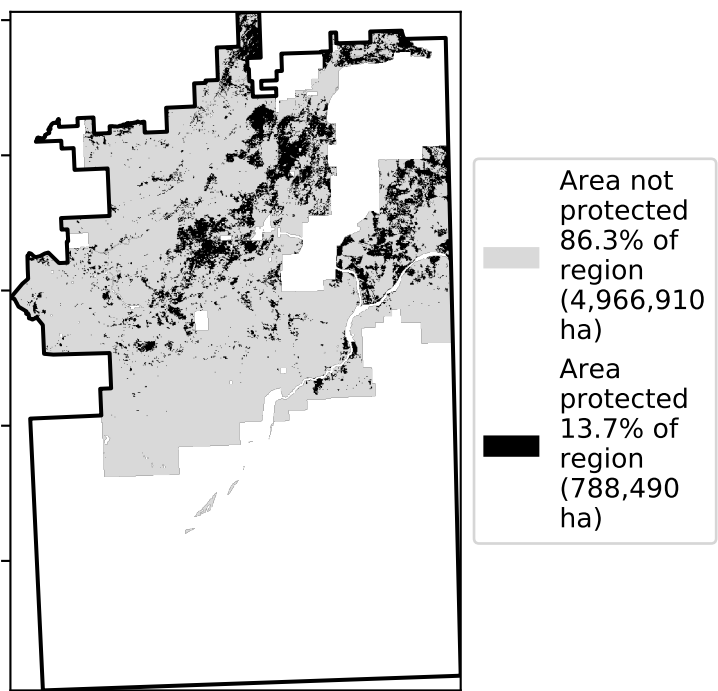 Area not
protected
86.3% of
region
(4,966,910
ha)
Area
protected
13.7% of
region
(788,490
ha)